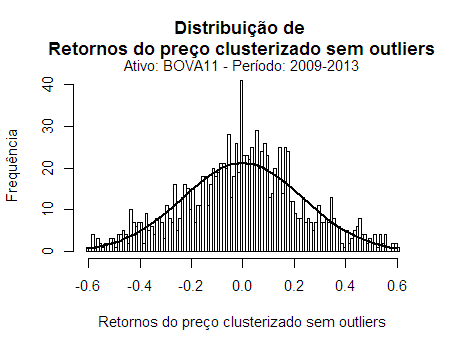 Distribuição de
Retornos do preço clusterizado sem outliers
Ativo: BOVA11 - Período: 2009-2013
Frequência
40
30
20
10
0
-0.6 -0.4 -0.2 0.0 0.2 0.4 0.6
Retornos do preço clusterizado sem outliers